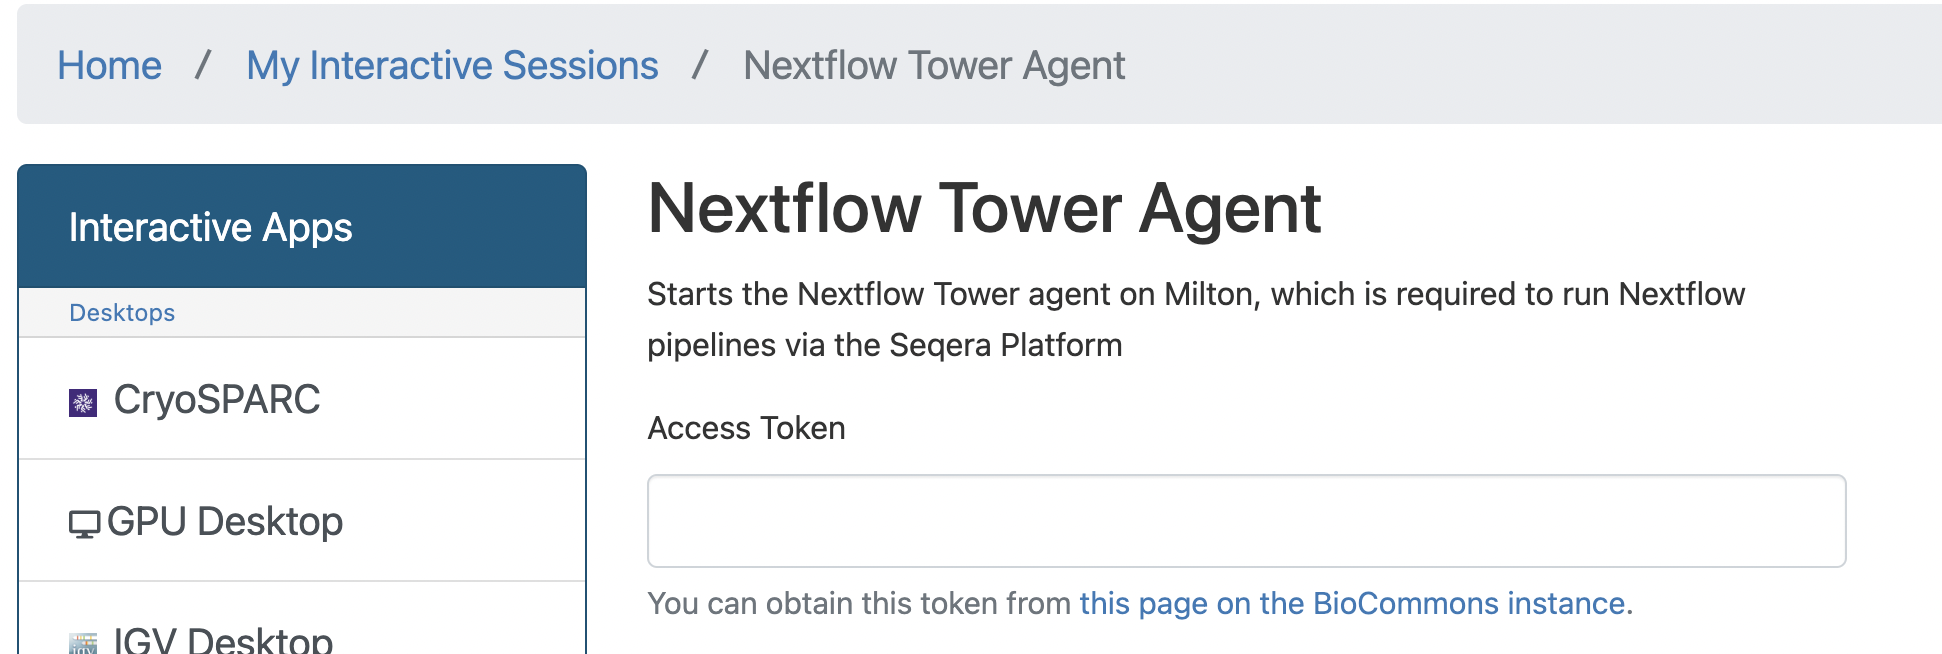 Home / My Interactive Sessions / Nextflow Tower Agent
Interactive Apps
Desktops
CryoSPARC
GPU Desktop
IGV Desktop
Nextflow Tower Agent
Starts the Nextflow Tower agent on Milton, which is required to run Nextflow
pipelines via the Seqera Platform
Access Token
You can obtain this token from this page on the BioCommons instance.